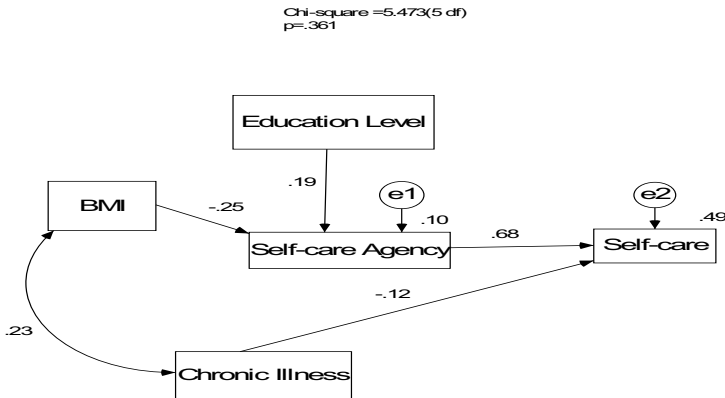 Chi-square =5.473(5 df)
p=.361
Education Level
.19
e1
e2
BMI
-.25
.10
.49
Self-care Agency
.68
Self-care
-.12
.23
Chronic Illness